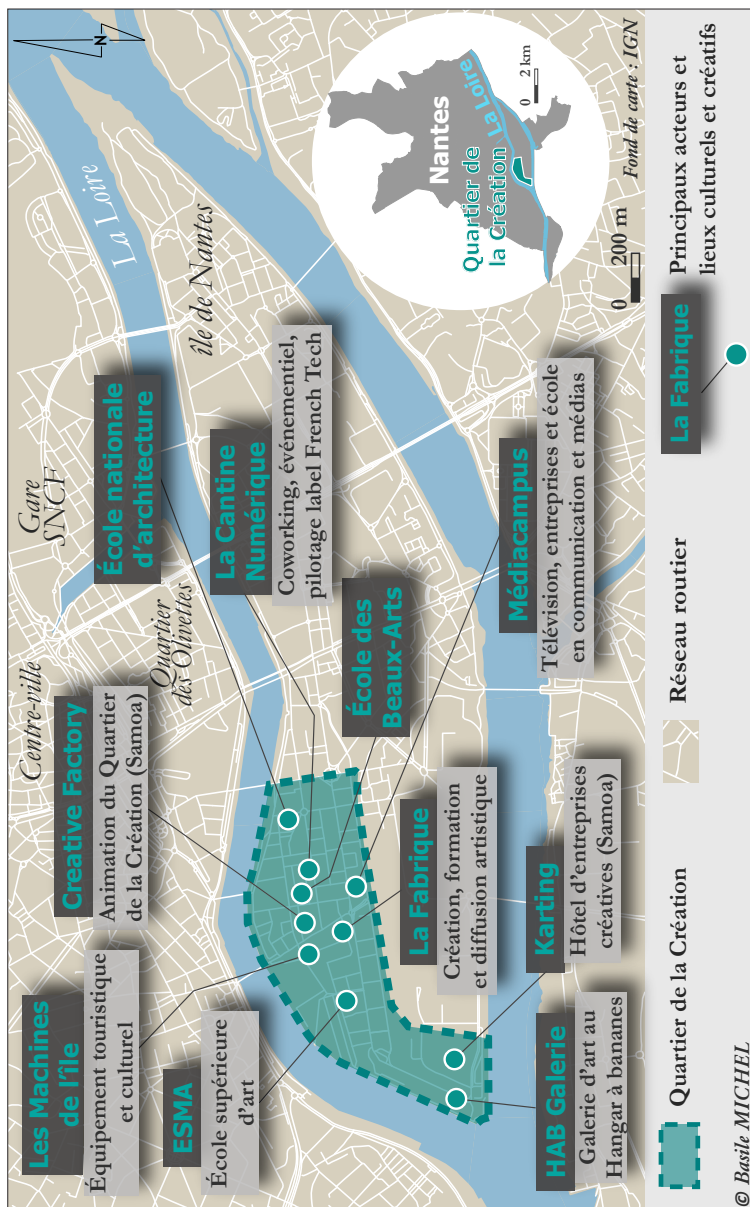 Les Machines
de l'île
Équipement touristique
et culturel
ESMA
École supérieure
d'art
Creative Factory
Animation du Quartier
de la Création (Samoa)
Centre-ville
Gare
SNCF
Quartier
des Olivettes
École nationale
d'architecture
La Cantine
Numérique
Coworking, événementiel,
pilotage label French Tech
École des
Beaux-Arts
La Loire
île de Nantes
N
HAB Galerie
Galerie d'art au
Hangar à bananes
Karting
Hôtel d'entreprises
créatives (Samoa)
La Fabrique
Création, formation
et diffusion artistique
Médiacampus
Télévision, entreprises et école
en communication et médias
Nantes
La Loire
Quartier de
la Création
0 2 km
0 200 m
Fond de carte : IGN
Quartier de la Création
Réseau routier
La Fabrique
Principaux acteurs et
lieux culturels et créatifs
© Basile MICHEL